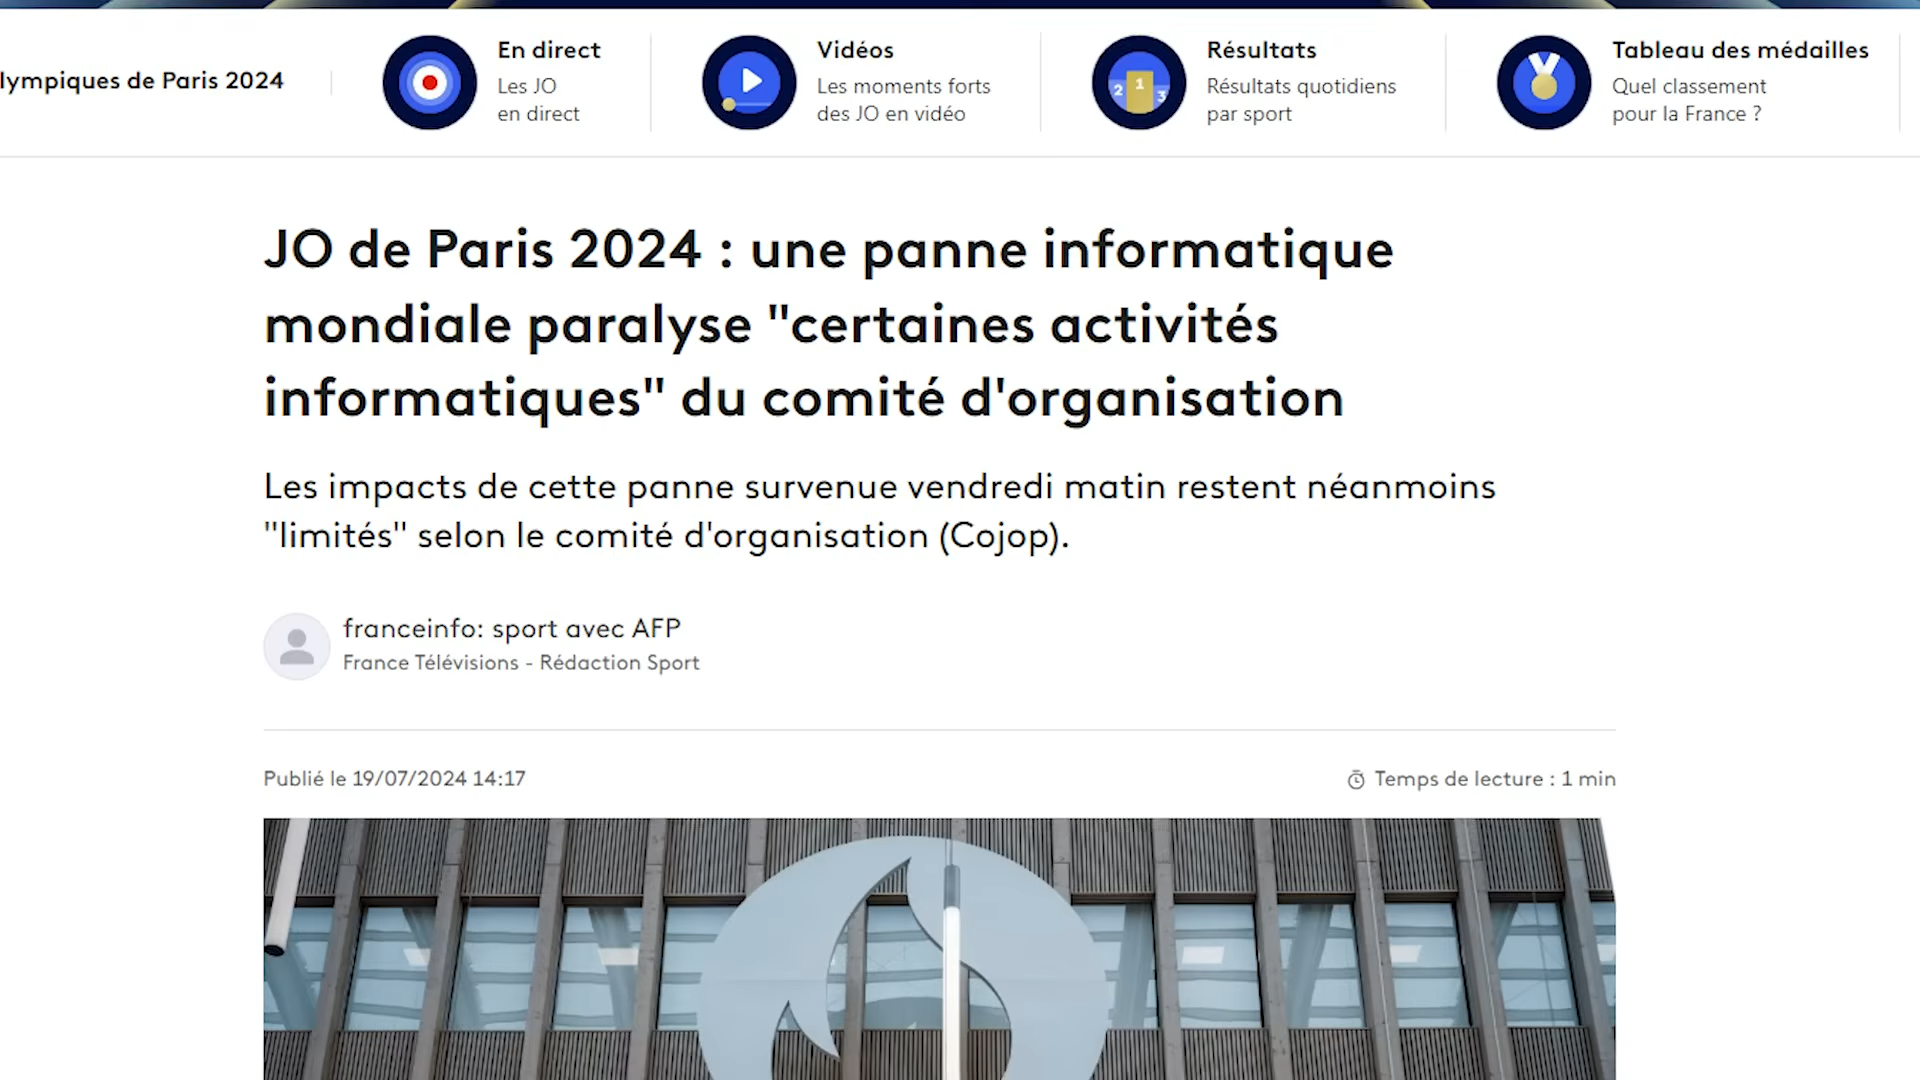 lympiques de Paris 2024
En direct
Les JO
en direct
Vidéos
Les moments forts
des JO en vidéo
2 1 3
Résultats
Résultats quotidiens
par sport
Tableau des médailles
Quel classement
pour la France ?
JO de Paris 2024 : une panne informatique
mondiale paralyse "certaines activités
informatiques" du comité d'organisation
Les impacts de cette panne survenue vendredi matin restent néanmoins
"limités" selon le comité d'organisation (Cojop).
franceinfo: sport avec AFP
France Télévisions - Rédaction Sport
Publié le 19/07/2024 14:17
Temps de lecture : 1 min